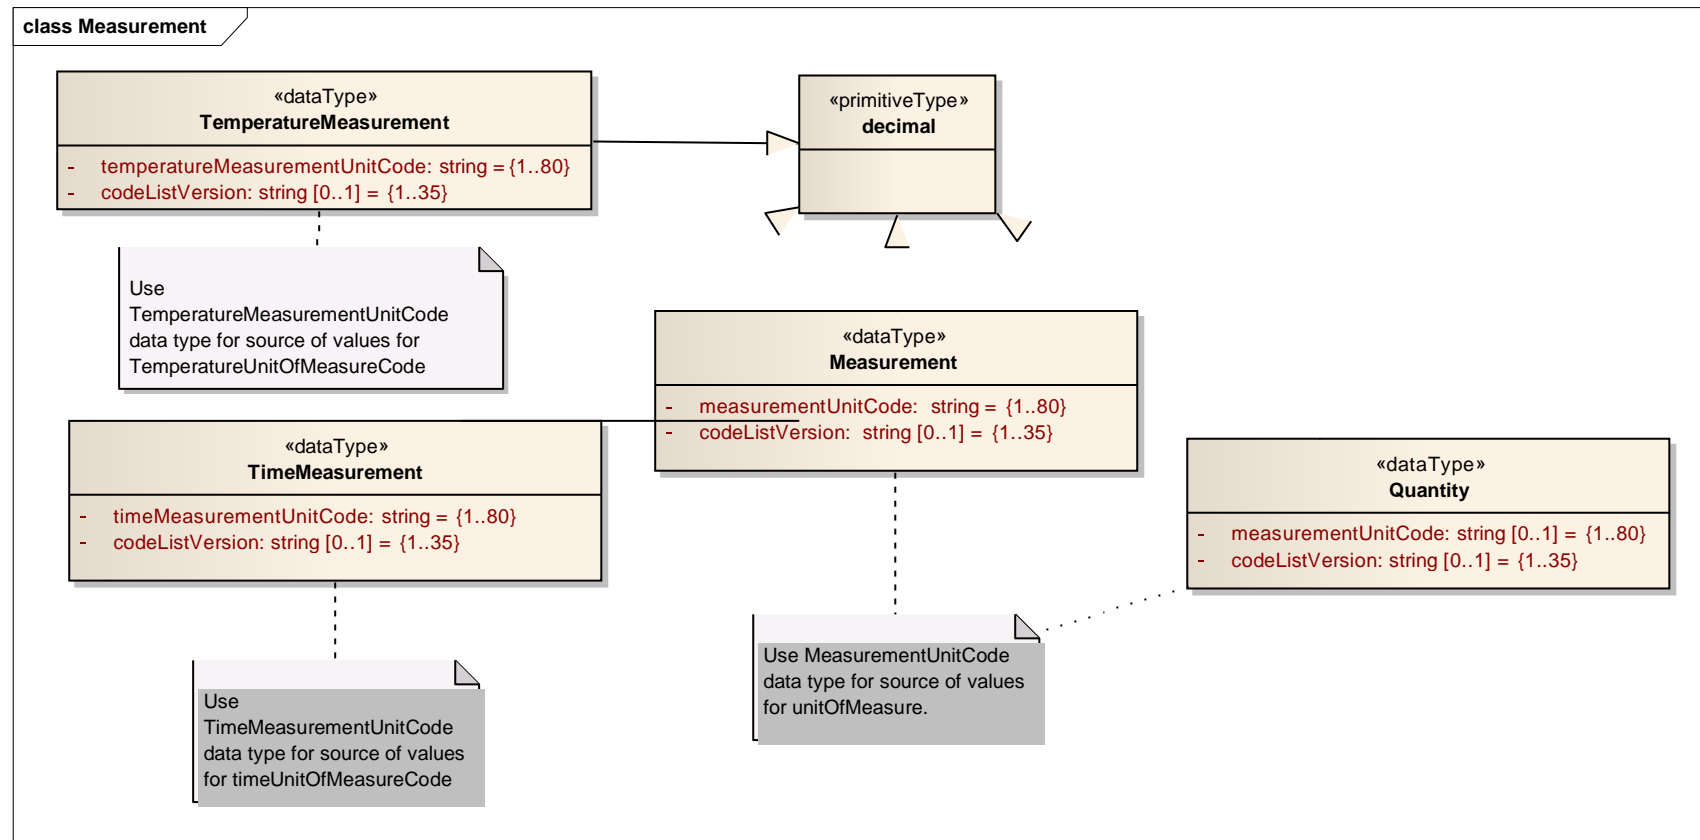 class Measurement
«dataType»
TemperatureMeasurement
- temperatureMeasurementUnitCode: string = {1..80}
- codeListVersion: string [0..1] = {1..35}
«primitiveType»
decimal
Use
TemperatureMeasurementUnitCode
data type for source of values for
TemperatureUnitOfMeasureCode
«dataType»
Measurement
- measurementUnitCode: string = {1..80}
- codeListVersion: string [0..1] = {1..35}
«dataType»
TimeMeasurement
- timeMeasurementUnitCode: string = {1..80}
- codeListVersion: string [0..1] = {1..35}
«dataType»
Quantity
- measurementUnitCode: string [0..1] = {1..80}
- codeListVersion: string [0..1] = {1..35}
Use MeasurementUnitCode
data type for source of values
for unitOfMeasure.
Use
TimeMeasurementUnitCode
data type for source of values
for timeUnitOfMeasureCode